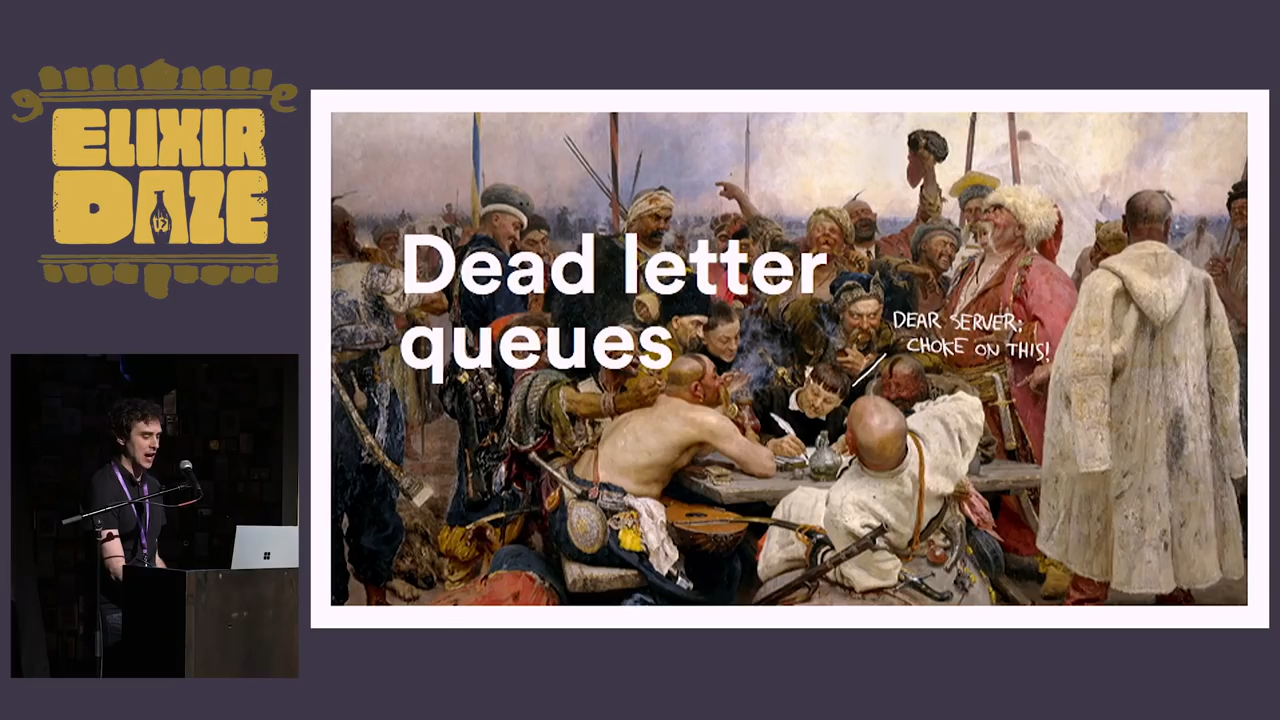 ELIXIR
DAZE
Dead letter
queues
DEAR SERVER:
CHOKE ON THIS!